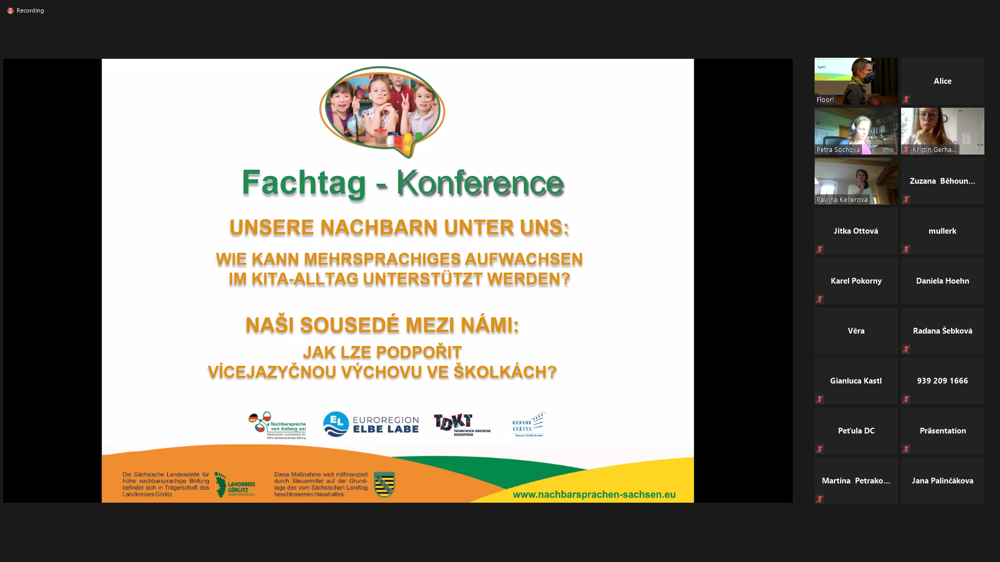 Recording
Fachtag - Konference
UNSERE NACHBARN UNTER UNS:
WIE KANN MEHRSPRACHIGES AUFWACHSEN
IM KITA-ALLTAG UNTERSTÜTZT WERDEN?
NAŠI SOUSEDÉ MEZI NÁMI:
JAK LZE PODPOŘIT
VÍCEJAZYČNOU VÝCHOVU VE ŠKOLKÁCH?
Nachbarsprache
von Anfang an!
Sächsische Landesstelle für
frühe nachbarsprachige Bildung
EL
EUROREGION
ELBE LABE
TDKT
TSCHECHISCH-DEUTSCHE
KULTURTAGE
GEDENK
STÄTTE
Bautzner Straße Dresden
Die Sächsische Landesstelle für
frühe nachbarsprachige Bildung
befindet sich in Trägerschaft des
Landkreises Görlitz.
LANDKREIS
GÖRLITZ
Diese Maßnahme wird mitfinanziert
durch Steuermittel auf der Grund-
lage des vom Sächsischen Landtag
beschlossenen Haushaltes.
www.nachbarsprachen-sachsen.eu
TDKT
Floor!
Alice
Petra Sochová
Kristin Gerha...
Pavlina Kellerova
Zuzana Běhoun...
Jitka Ottová
mullerk
Karel Pokorny
Daniela Hoehn
Věra
Radana Šebková
Gianluca Kastl
939 209 1666
Peťula DC
Präsentation
Martina Petrako...
Jana Palinčákova